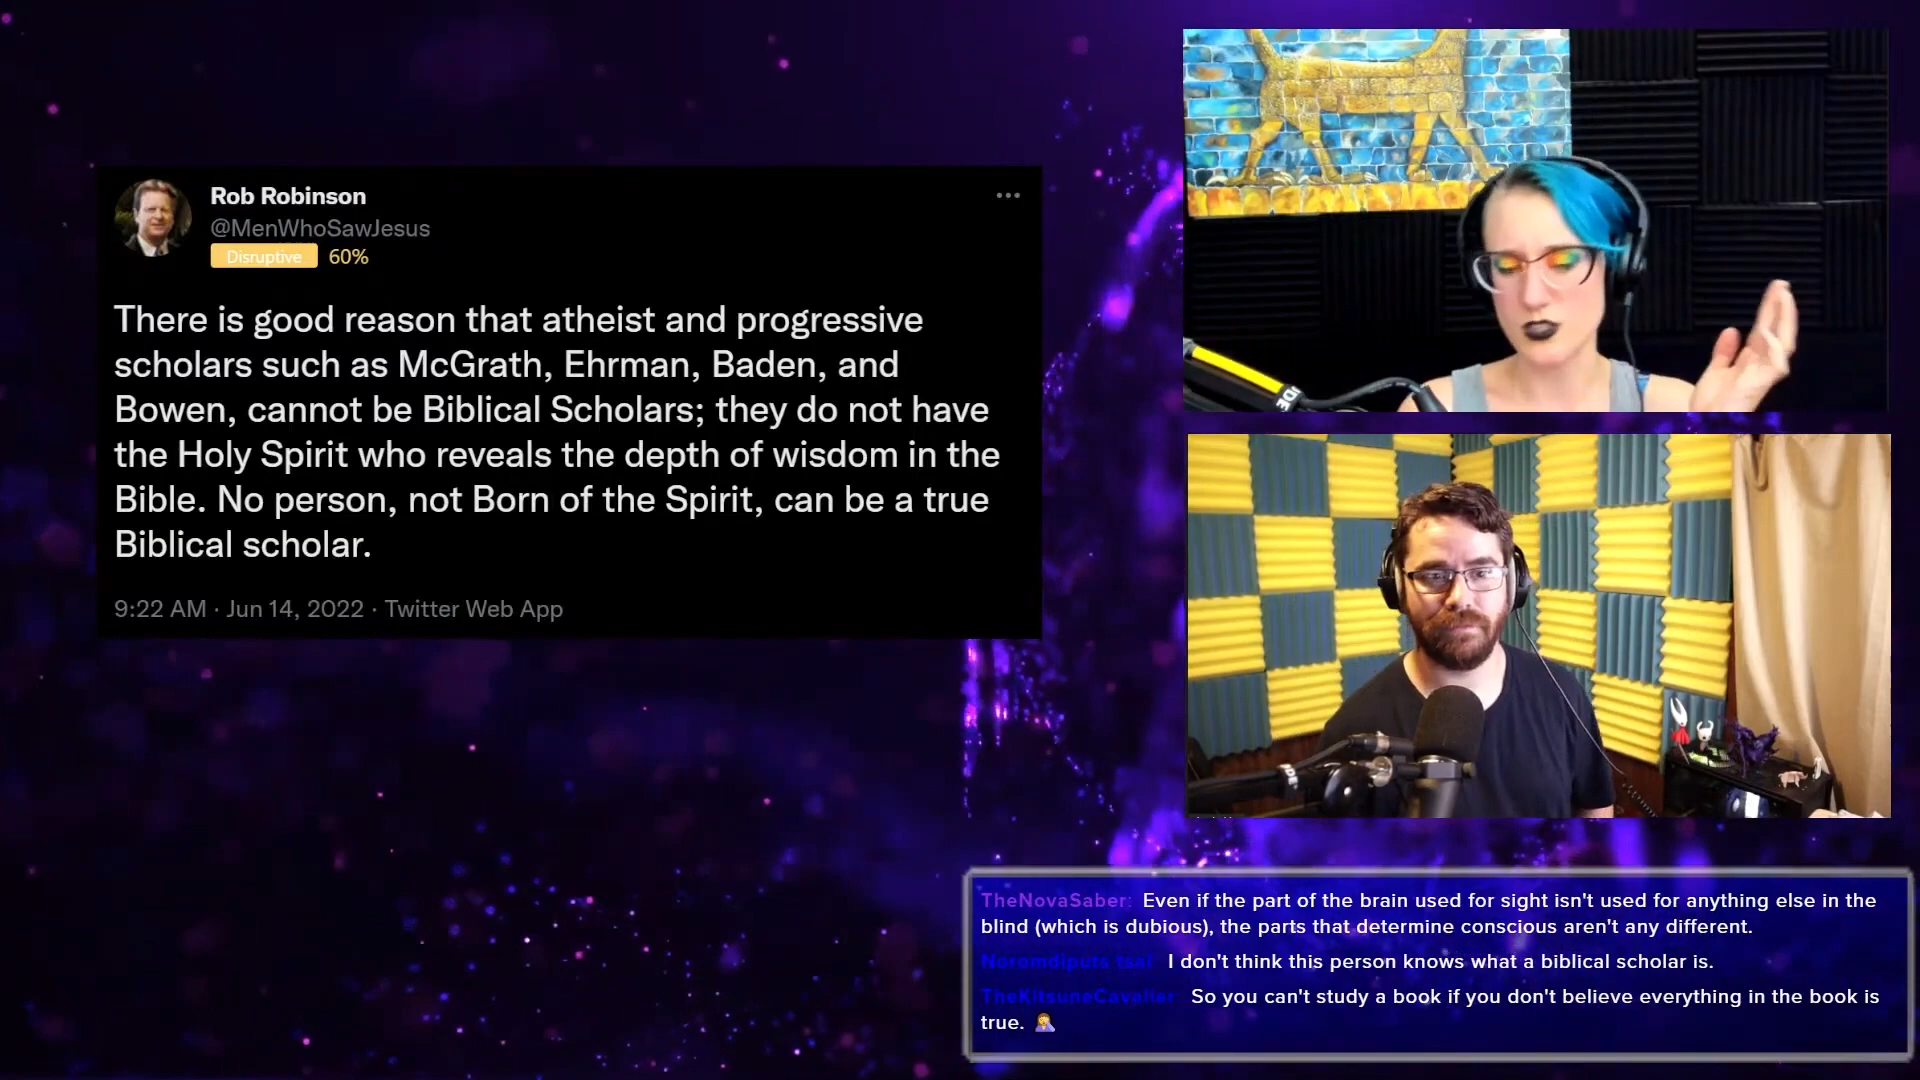 Rob Robinson
@MenWhoSawJesus
Disruptive 60%
There is good reason that atheist and progressive
scholars such as McGrath, Ehrman, Baden, and
Bowen, cannot be Biblical Scholars; they do not have
the Holy Spirit who reveals the depth of wisdom in the
Bible. No person, not Born of the Spirit, can be a true
Biblical scholar.
9:22 AM · Jun 14, 2022 · Twitter Web App
TheNovaSaber: Even if the part of the brain used for sight isn't used for anything else in the
blind (which is dubious), the parts that determine conscious aren't any different.
Noromdiputs tsal I don't think this person knows what a biblical scholar is.
TheKitsuneCavalier So you can't study a book if you don't believe everything in the book is
true. 🤦‍♀️